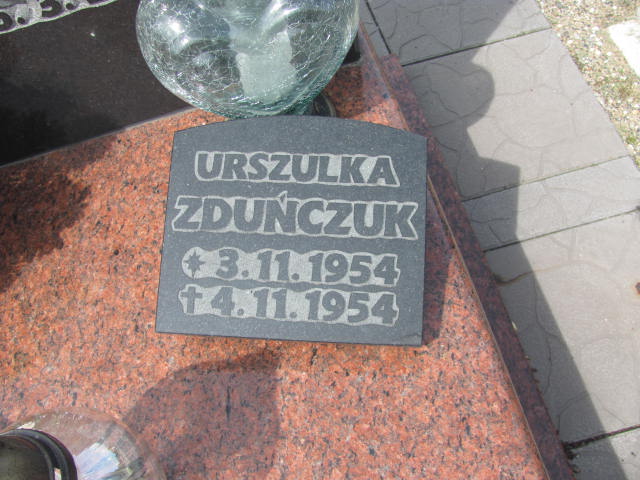 URSZULKA
ZDUŃCZUK
* 3.11.1954
† 4.11.1954